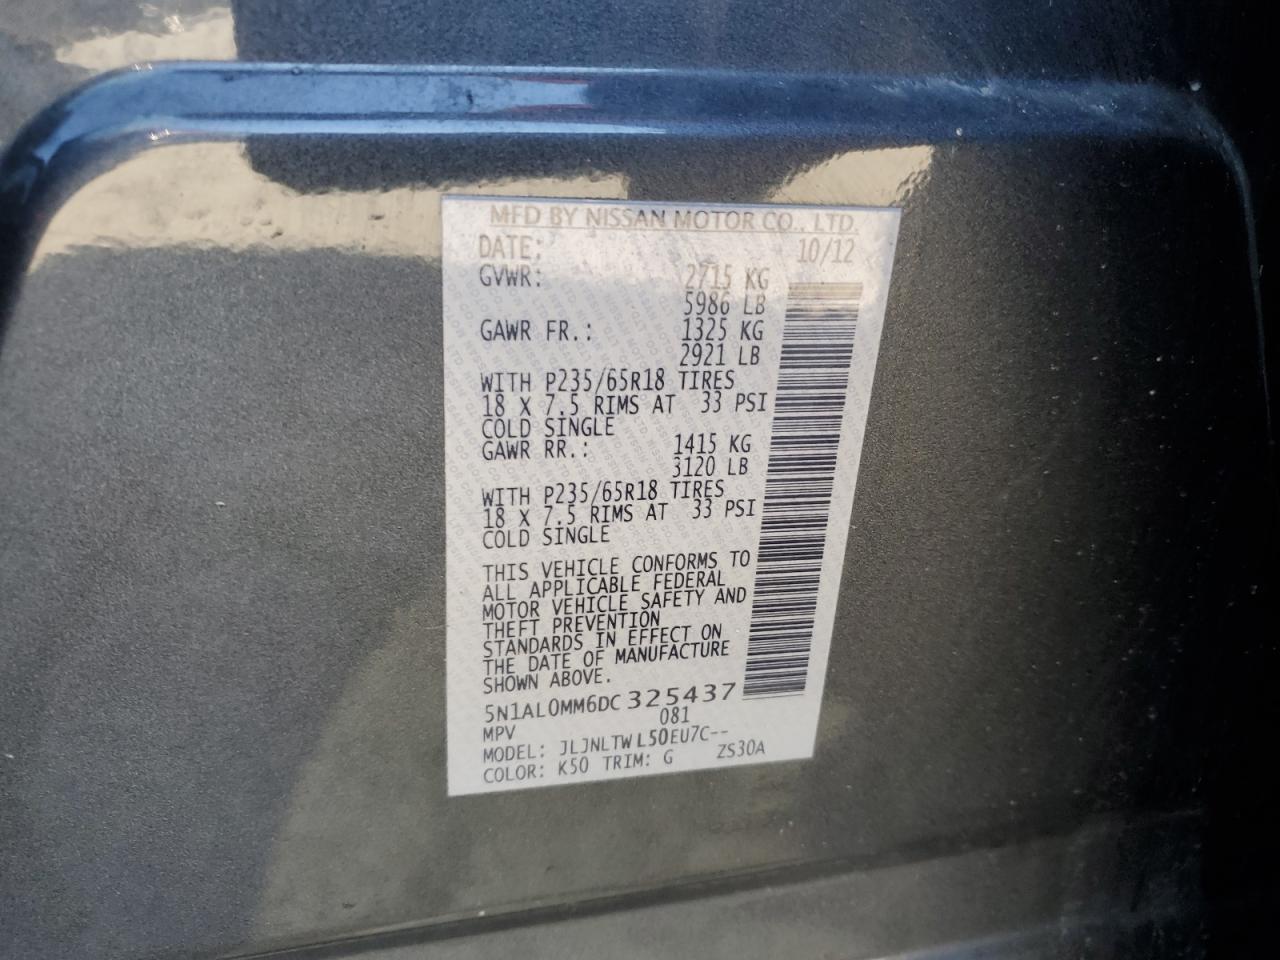 MFD BY NISSAN MOTOR CO., LTD.
DATE: 10/12
GVWR: 2715 KG
5986 LB
GAWR FR.: 1325 KG
2921 LB
WITH P235/65R18 TIRES
18 X 7.5 RIMS AT 33 PSI
COLD SINGLE
GAWR RR.: 1415 KG
3120 LB
WITH P235/65R18 TIRES
18 X 7.5 RIMS AT 33 PSI
COLD SINGLE
THIS VEHICLE CONFORMS TO
ALL APPLICABLE FEDERAL
MOTOR VEHICLE SAFETY AND
THEFT PREVENTION
STANDARDS IN EFFECT ON
THE DATE OF MANUFACTURE
SHOWN ABOVE.
5N1AL0MM6DC 325437
MPV 081
MODEL: JLJNLTWL50EU7C--
COLOR: K50 TRIM: G ZS30A